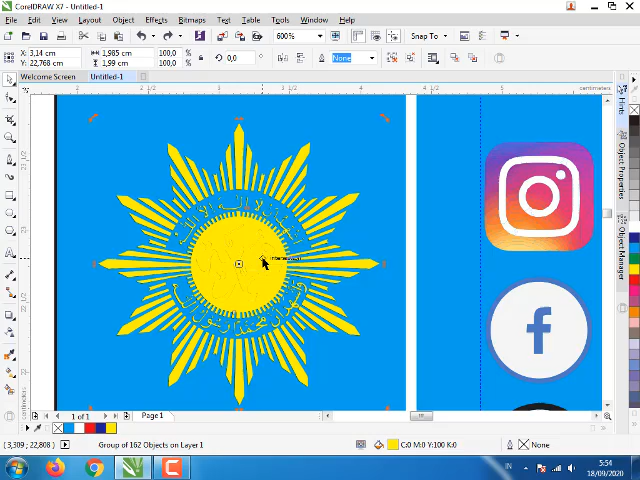 CorelDRAW X7 - Untitled-1
File Edit View Layout Object Effects Bitmaps Text Table Tools Window Help
600% Snap To
X: 3,14 cm 1,985 cm 100,0 % 0,0 ° None
Y: 22,768 cm 1,99 cm 100,0 %
Welcome Screen Untitled-1
centimeters
Hints
Object Properties
Object Manager
1 of 1 Page 1
(3,309 ; 22,808) Group of 162 Objects on Layer 1 C:0 M:0 Y:100 K:0 None
IN 5:54
18/09/2020